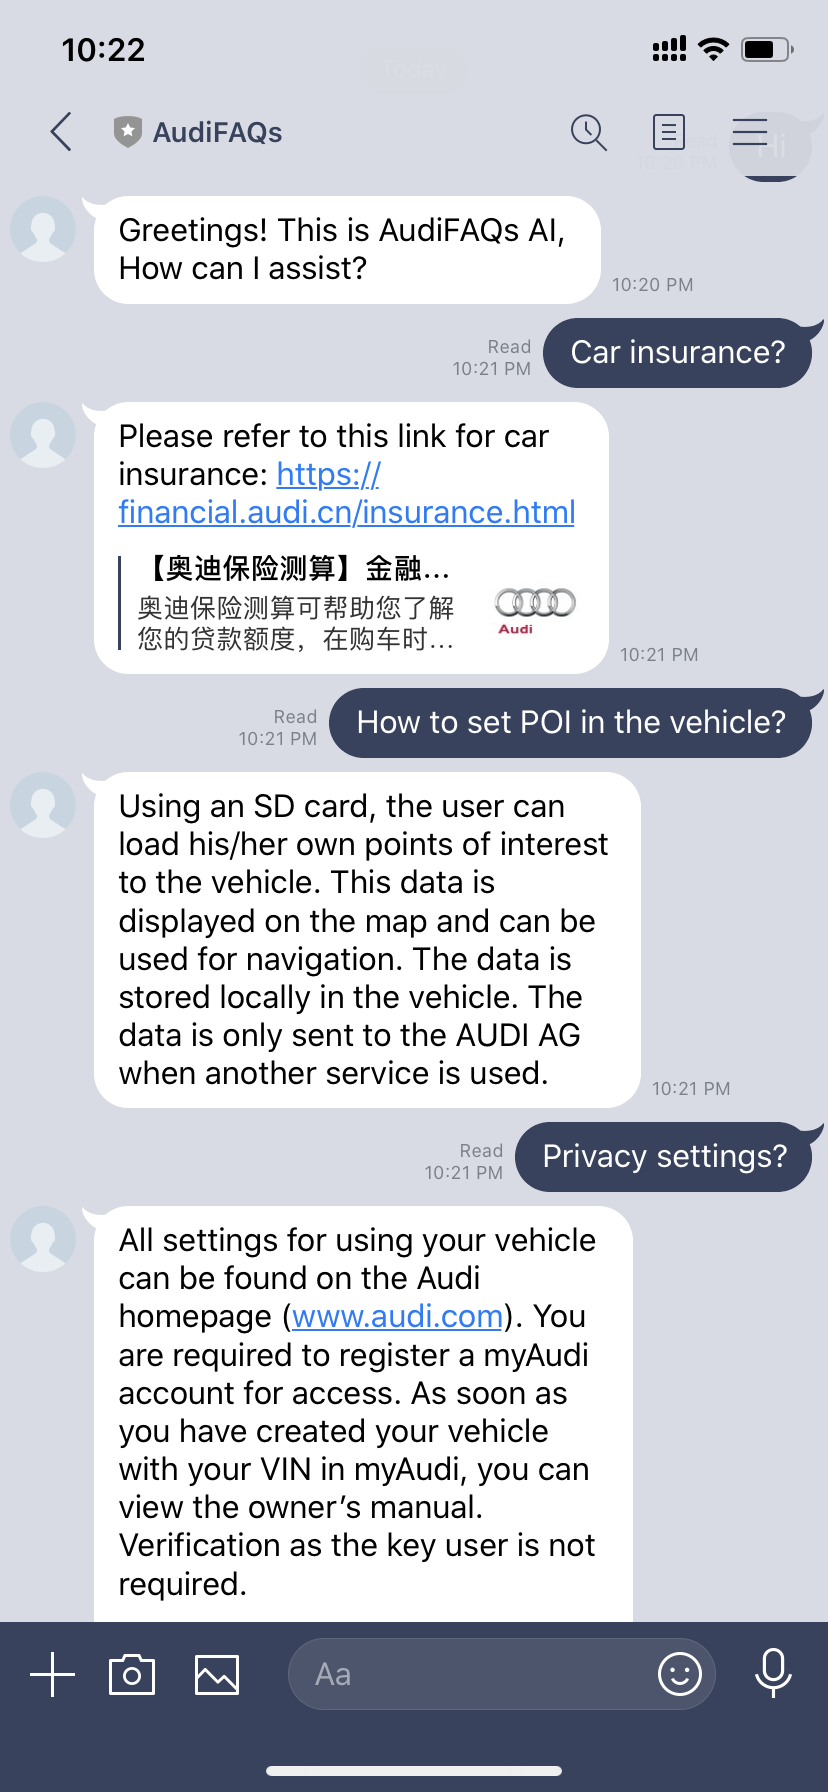 10:22
Today
AudiFAQs
Read
10:20 PM
Hi
Greetings! This is AudiFAQs AI,
How can I assist?
10:20 PM
Read
10:21 PM
Car insurance?
Please refer to this link for car
insurance: https://
financial.audi.cn/insurance.html
【奥迪保险测算】金融...
奥迪保险测算可帮助您了解
您的贷款额度，在购车时...
Audi
10:21 PM
Read
10:21 PM
How to set POI in the vehicle?
Using an SD card, the user can
load his/her own points of interest
to the vehicle. This data is
displayed on the map and can be
used for navigation. The data is
stored locally in the vehicle. The
data is only sent to the AUDI AG
when another service is used.
10:21 PM
Read
10:21 PM
Privacy settings?
All settings for using your vehicle
can be found on the Audi
homepage (www.audi.com). You
are required to register a myAudi
account for access. As soon as
you have created your vehicle
with your VIN in myAudi, you can
view the owner’s manual.
Verification as the key user is not
required.
Aa